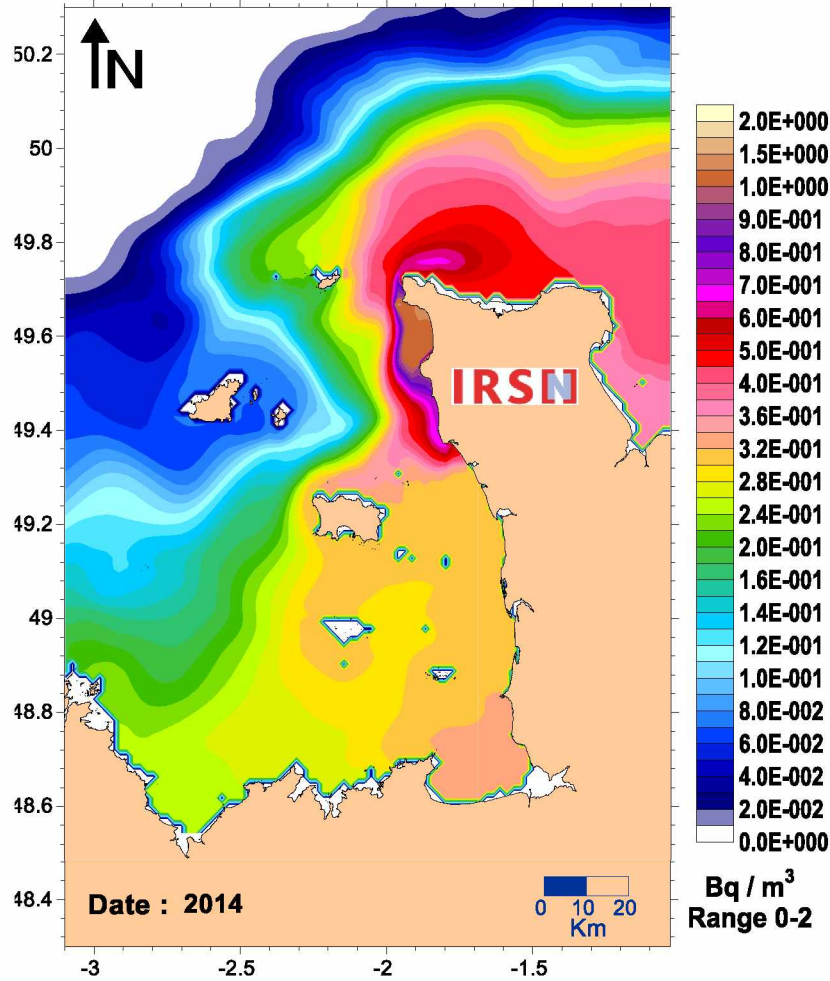 N
50.2
50
49.8
49.6
49.4
49.2
49
48.8
48.6
48.4
-3
-2.5
-2
-1.5
IRSN
Date : 2014
0 10 20
Km
2.0E+000
1.5E+000
1.0E+000
9.0E-001
8.0E-001
7.0E-001
6.0E-001
5.0E-001
4.0E-001
3.6E-001
3.2E-001
2.8E-001
2.4E-001
2.0E-001
1.6E-001
1.4E-001
1.2E-001
1.0E-001
8.0E-002
6.0E-002
4.0E-002
2.0E-002
0.0E+000
Bq / m³
Range 0-2